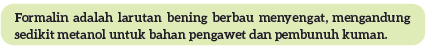 Formalin adalah larutan bening berbau menyengat, mengandung
sedikit metanol untuk bahan pengawet dan pembunuh kuman.